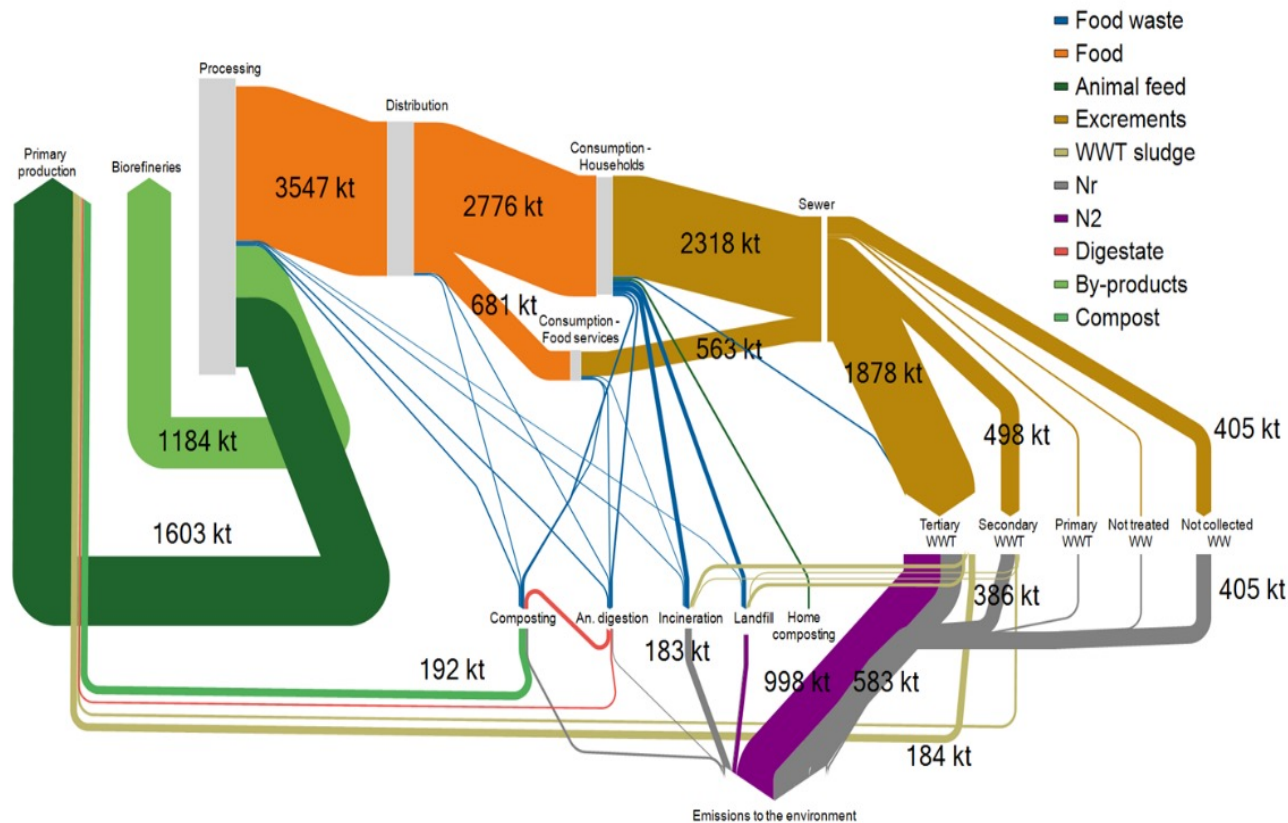 Food waste
Food
Animal feed
Excrements
WWT sludge
Nr
N2
Digestate
By-products
Compost
Processing
Distribution
Primary
production
Biorefineries
Consumption -
Households
Sewer
3547 kt
2776 kt
2318 kt
681 kt
Consumption -
Food services
563 kt
1878 kt
1184 kt
498 kt
405 kt
1603 kt
Tertiary
WWT
Secondary
WWT
Primary
WWT
Not treated
WW
Not collected
WW
386 kt
405 kt
Composting
An. digestion
Incineration
Landfill
Home
composting
192 kt
183 kt
998 kt
583 kt
184 kt
Emissions to the environment